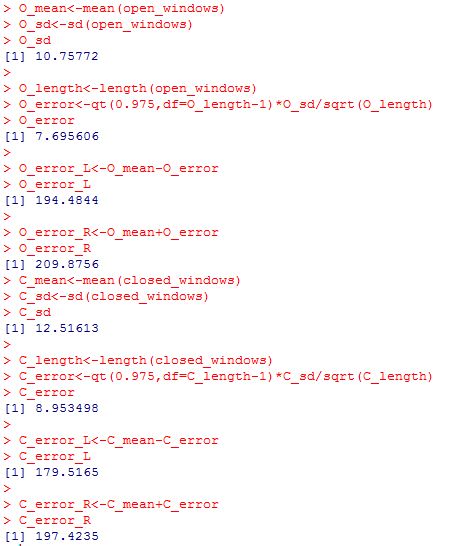 > O_mean<-mean(open_windows)
> O_sd<-sd(open_windows)
> O_sd
[1] 10.75772
>
> O_length<-length(open_windows)
> O_error<-qt(0.975,df=O_length-1)*O_sd/sqrt(O_length)
> O_error
[1] 7.695606
>
> O_error_L<-O_mean-O_error
> O_error_L
[1] 194.4844
>
> O_error_R<-O_mean+O_error
> O_error_R
[1] 209.8756
> C_mean<-mean(closed_windows)
> C_sd<-sd(closed_windows)
> C_sd
[1] 12.51613
>
> C_length<-length(closed_windows)
> C_error<-qt(0.975,df=C_length-1)*C_sd/sqrt(C_length)
> C_error
[1] 8.953498
>
> C_error_L<-C_mean-C_error
> C_error_L
[1] 179.5165
>
> C_error_R<-C_mean+C_error
> C_error_R
[1] 197.4235